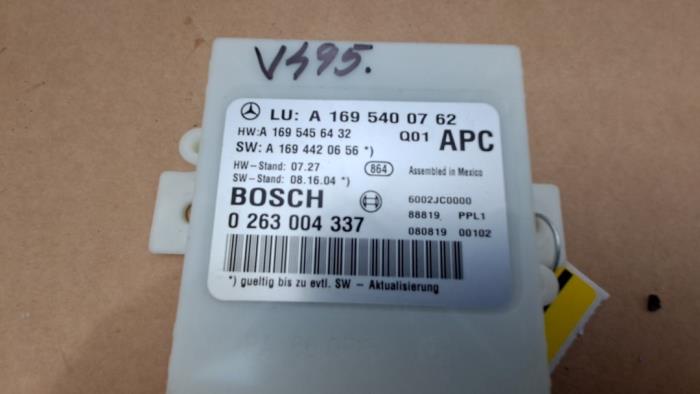 V495.
LU: A 169 540 07 62
HW:A 169 545 64 32 Q01 APC
SW: A 169 442 06 56 *)
HW-Stand: 07.27 864 Assembled in Mexico
SW-Stand: 08.16.04 *)
BOSCH 6002JC0000
0 263 004 337 88819 PPL1
080819 00102
*) gueltig bis zu evtl. SW - Aktualisierung